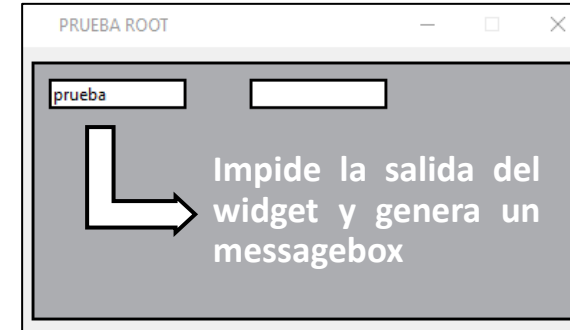 PRUEBA ROOT
prueba
Impide la salida del
widget y genera un
messagebox